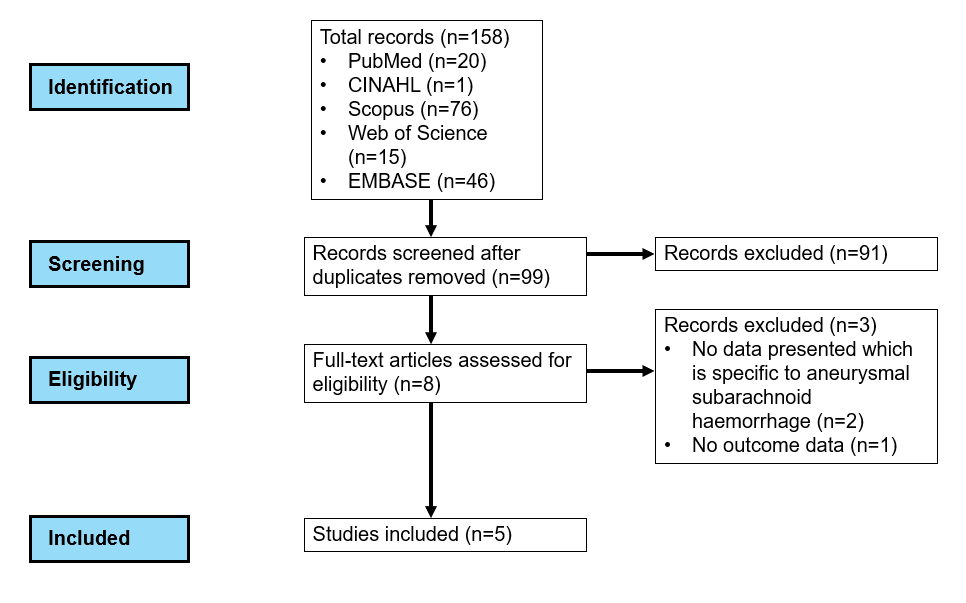 Identification
Total records (n=158)
• PubMed (n=20)
• CINAHL (n=1)
• Scopus (n=76)
• Web of Science
(n=15)
• EMBASE (n=46)
Screening
Records screened after
duplicates removed (n=99)
Records excluded (n=91)
Eligibility
Full-text articles assessed for
eligibility (n=8)
Records excluded (n=3)
• No data presented which
is specific to aneurysmal
subarachnoid
haemorrhage (n=2)
• No outcome data (n=1)
Included
Studies included (n=5)